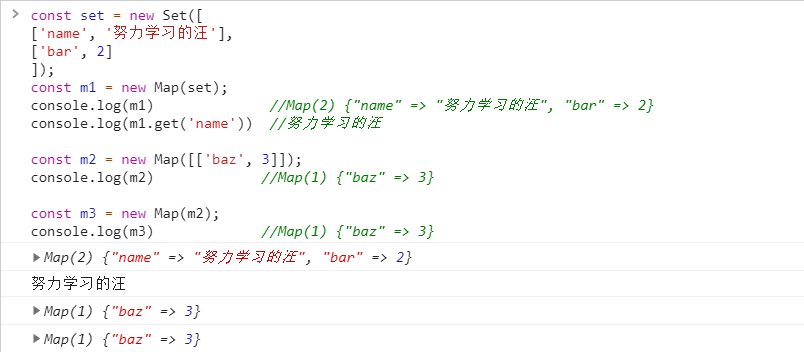 const set = new Set([
['name', '努力学习的汪'],
['bar', 2]
]);
const m1 = new Map(set);
console.log(m1)              //Map(2) {"name" => "努力学习的汪", "bar" => 2}
console.log(m1.get('name'))  //努力学习的汪
const m2 = new Map([['baz', 3]]);
console.log(m2)             //Map(1) {"baz" => 3}
const m3 = new Map(m2);
console.log(m3)             //Map(1) {"baz" => 3}
Map(2) {"name" => "努力学习的汪", "bar" => 2}
努力学习的汪
Map(1) {"baz" => 3}
Map(1) {"baz" => 3}